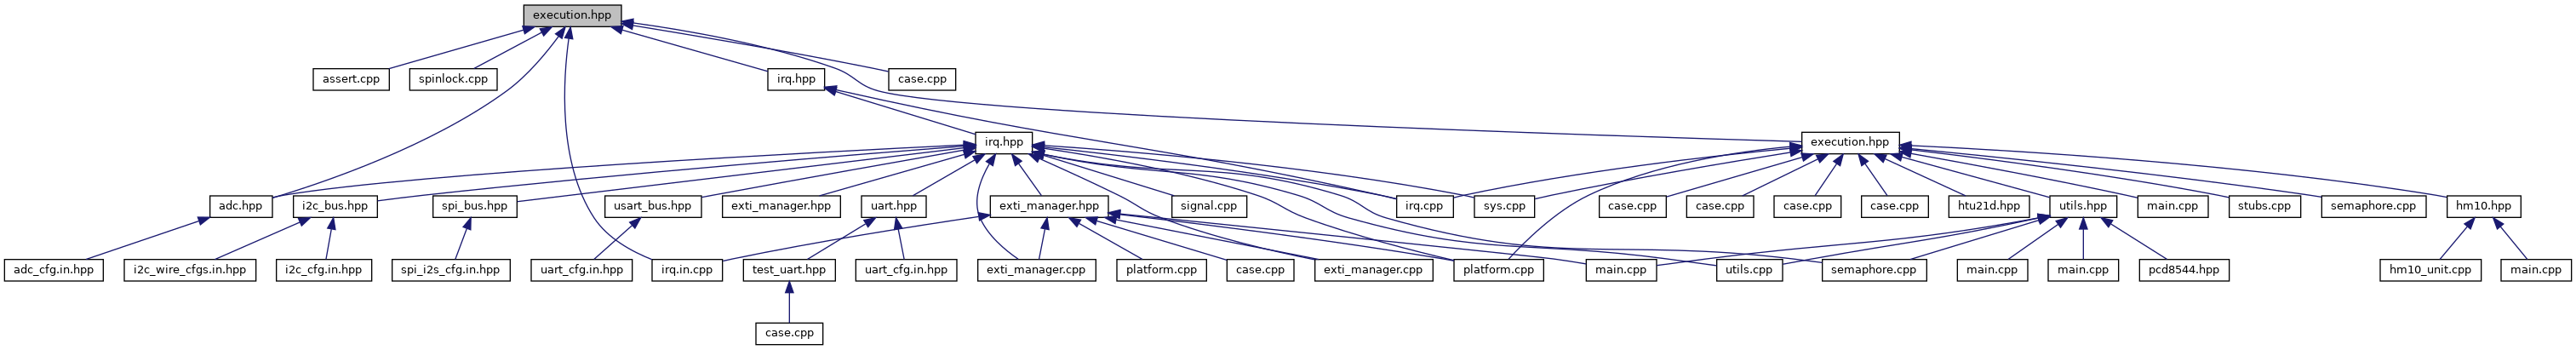 execution.hpp
assert.cpp
spinlock.cpp
irq.hpp
case.cpp
irq.hpp
execution.hpp
adc.hpp
i2c_bus.hpp
spi_bus.hpp
usart_bus.hpp
exti_manager.hpp
uart.hpp
exti_manager.hpp
signal.cpp
irq.cpp
sys.cpp
case.cpp
case.cpp
case.cpp
case.cpp
htu21d.hpp
utils.hpp
main.cpp
stubs.cpp
semaphore.cpp
hm10.hpp
adc_cfg.in.hpp
i2c_wire_cfgs.in.hpp
i2c_cfg.in.hpp
spi_i2s_cfg.in.hpp
uart_cfg.in.hpp
irq.in.cpp
test_uart.hpp
uart_cfg.in.hpp
exti_manager.cpp
platform.cpp
case.cpp
exti_manager.cpp
platform.cpp
main.cpp
utils.cpp
semaphore.cpp
main.cpp
main.cpp
pcd8544.hpp
hm10_unit.cpp
main.cpp
case.cpp